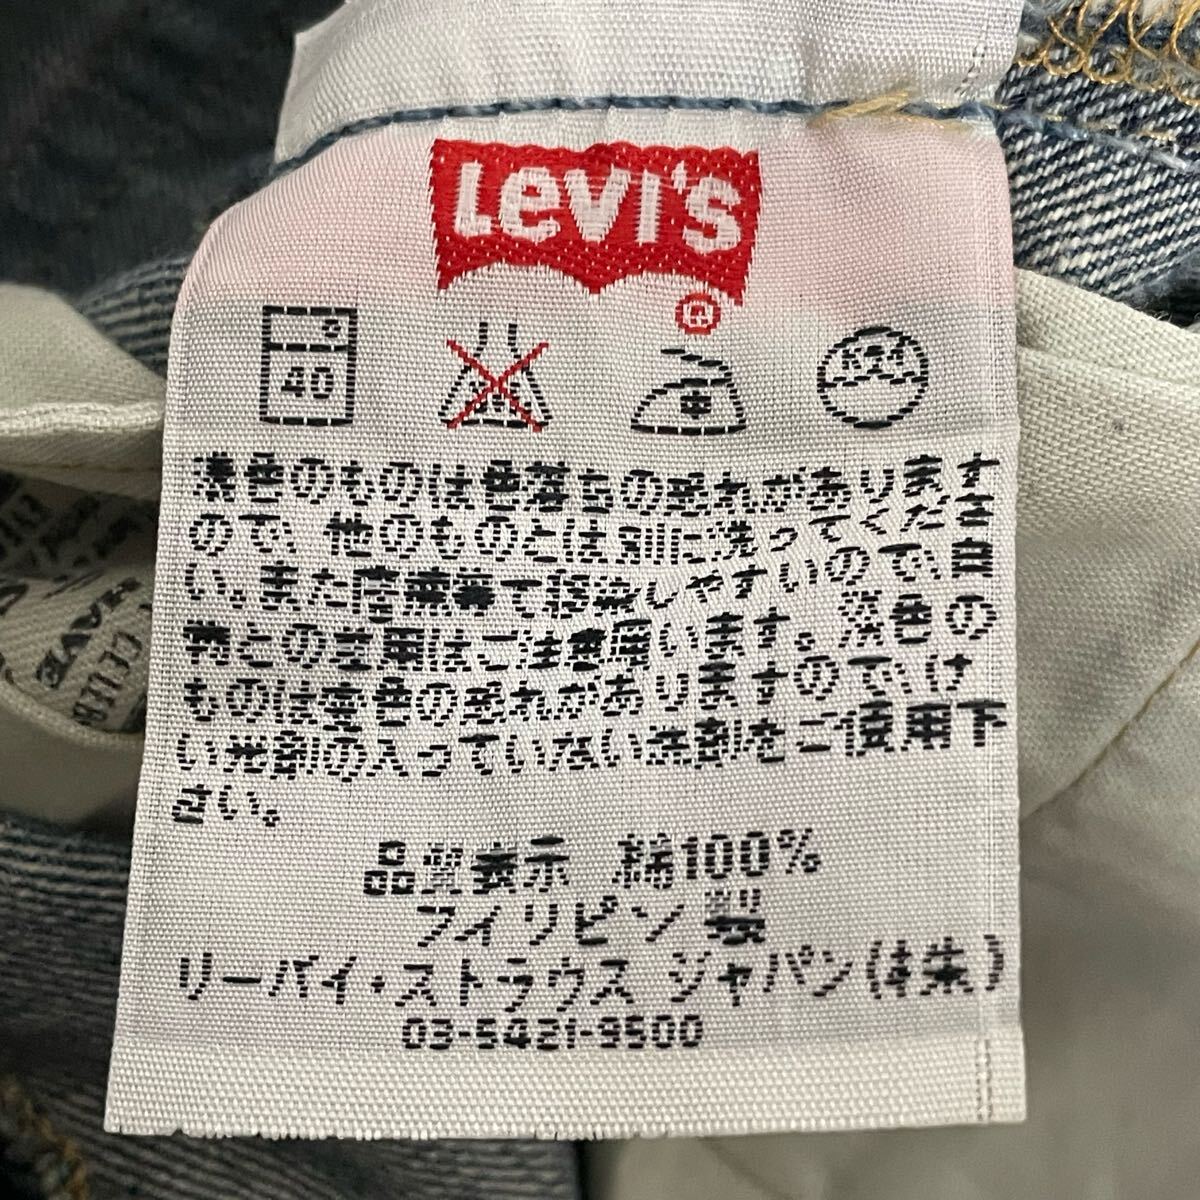 LEVI'S
R
40
中
ドライ
濃色のものは色落ちの恐れがあります
ので、他のものとは別に洗ってくださ
い。また摩擦等で移染しやすいので、白
物との着用はご注意願います。淡色の
ものは変色の恐れがありますので、け
い光剤の入っていない洗剤をご使用下
さい。
品質表示 綿100%
フィリピン製
リーバイ・ストラウス ジャパン(株)
03-5421-9500
HAVE